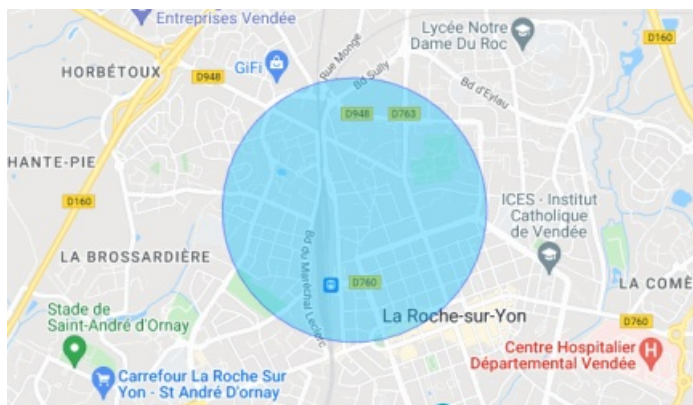 Entreprises Vendée
Lycée Notre
Dame Du Roc
D160
Rue Monge
GiFi
HORBÉTOUX
D948
Bd Sully
Bd d'Eylau
D948
D763
HANTE-PIE
D160
ICES - Institut
Catholique
de Vendée
LA BROSSARDIÈRE
Bd du Maréchal Leclerc
D760
LA COMÈ
Stade de
Saint-André d'Ornay
La Roche-sur-Yon
D760
Centre Hospitalier
Départemental Vendée
H
Carrefour La Roche Sur
Yon - St André D'ornay